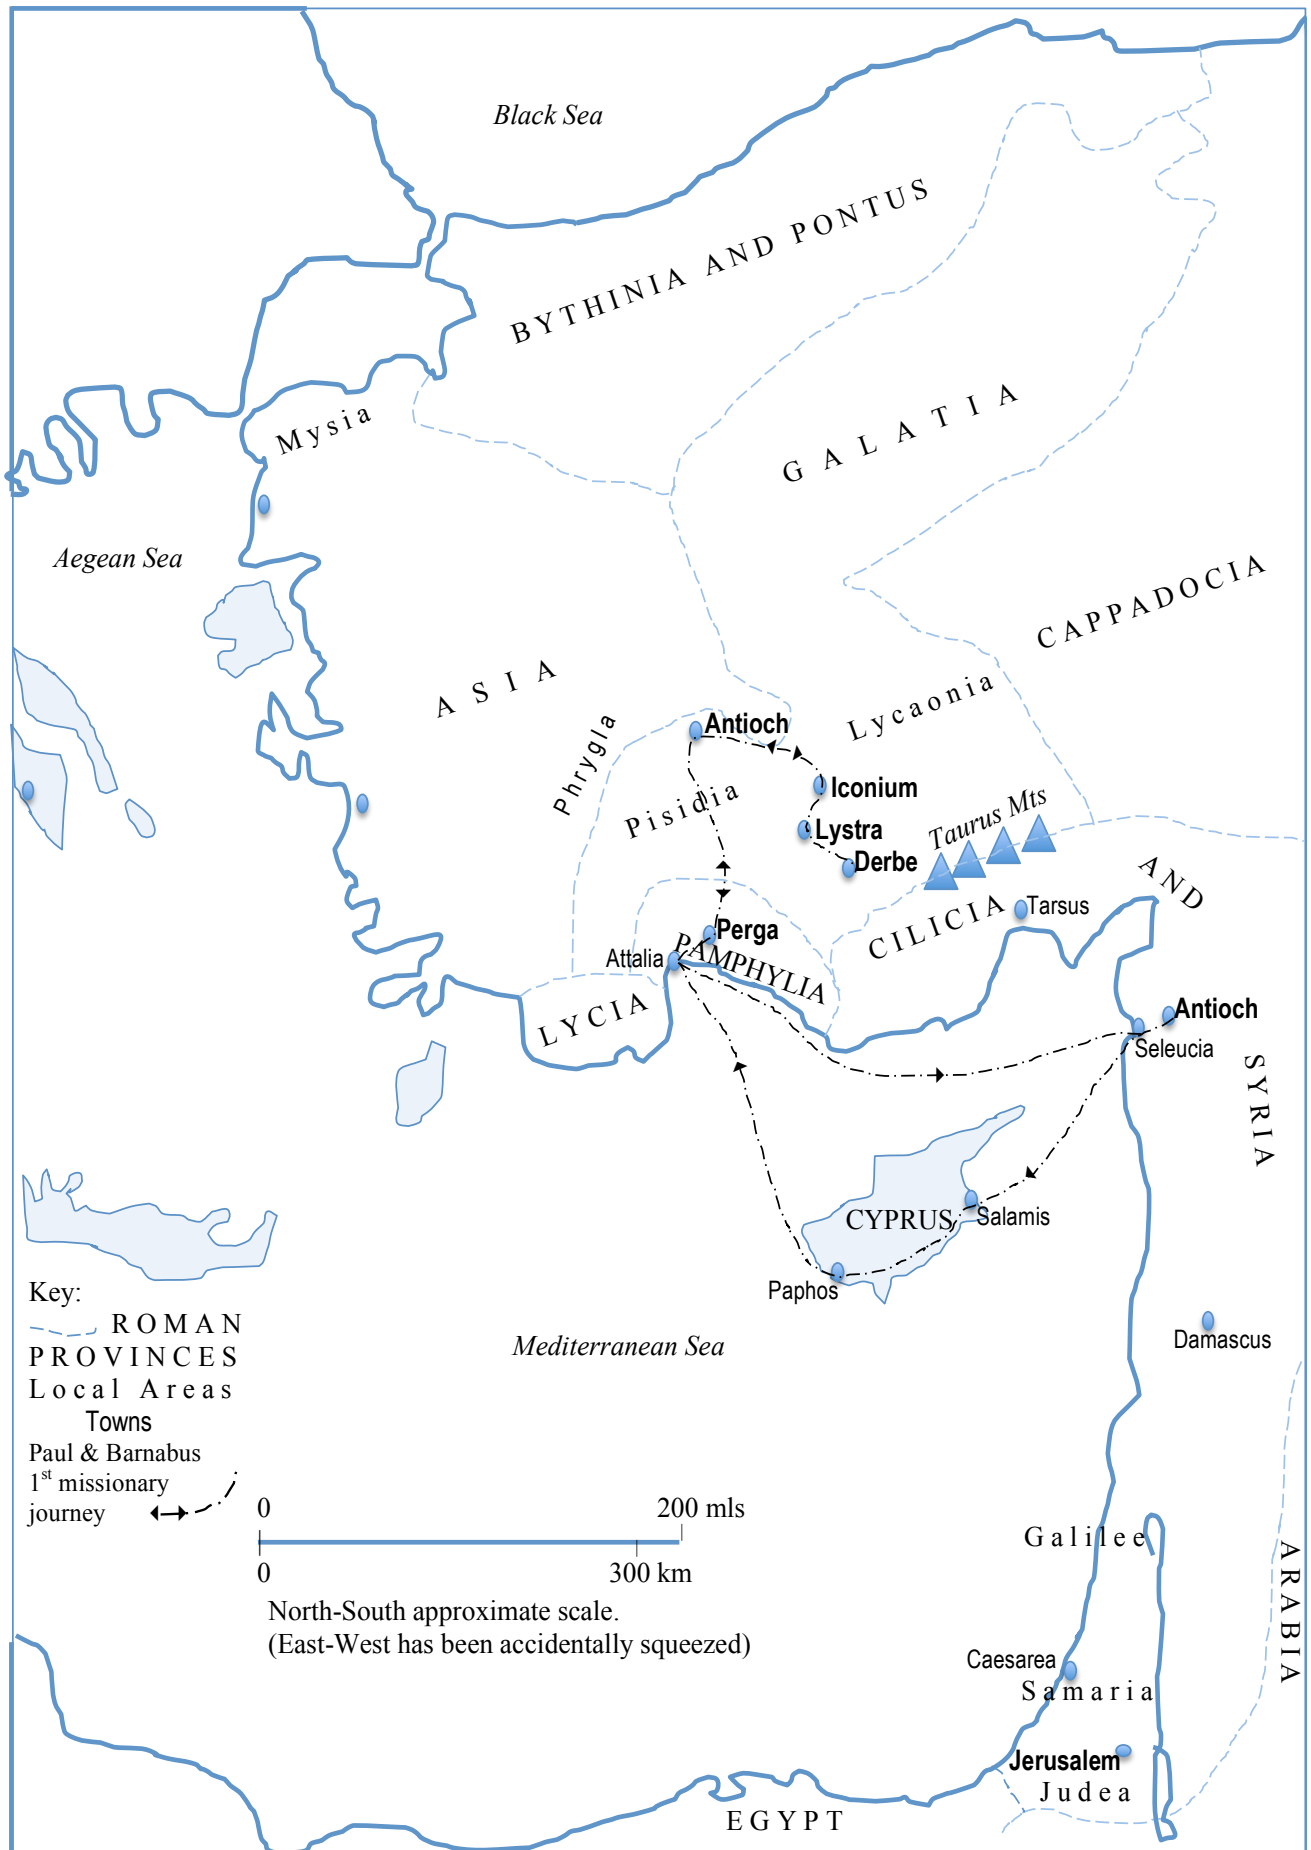 Black Sea
BYTHINIA AND PONTUS
Mysia
GALATIA
Aegean Sea
CAPPADOCIA
ASIA
Lycaonia
Phrygla
Antioch
Pisidia
Iconium
Lystra
Taurus Mts
Derbe
AND
CILICIA
Tarsus
Perga
Attalia
PAMPHYLIA
LYCIA
Antioch
Seleucia
SYRIA
CYPRUS
Salamis
Paphos
Key:
ROMAN
PROVINCES
Local Areas
Towns
Paul & Barnabus
1st missionary
journey
Mediterranean Sea
Damascus
0 200 mls
0 300 km
North-South approximate scale.
(East-West has been accidentally squeezed)
Galilee
ARABIA
Caesarea
Samaria
Jerusalem
Judea
EGYPT